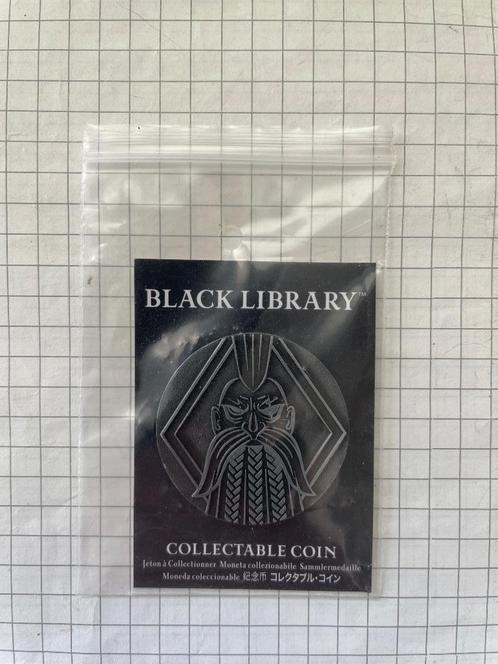 BLACK LIBRARY™
COLLECTABLE COIN
Jeton à Collectionner Moneta collezionabile Sammlermedaille
Moneda coleccionable 纪念币 コレクタブル・コイン